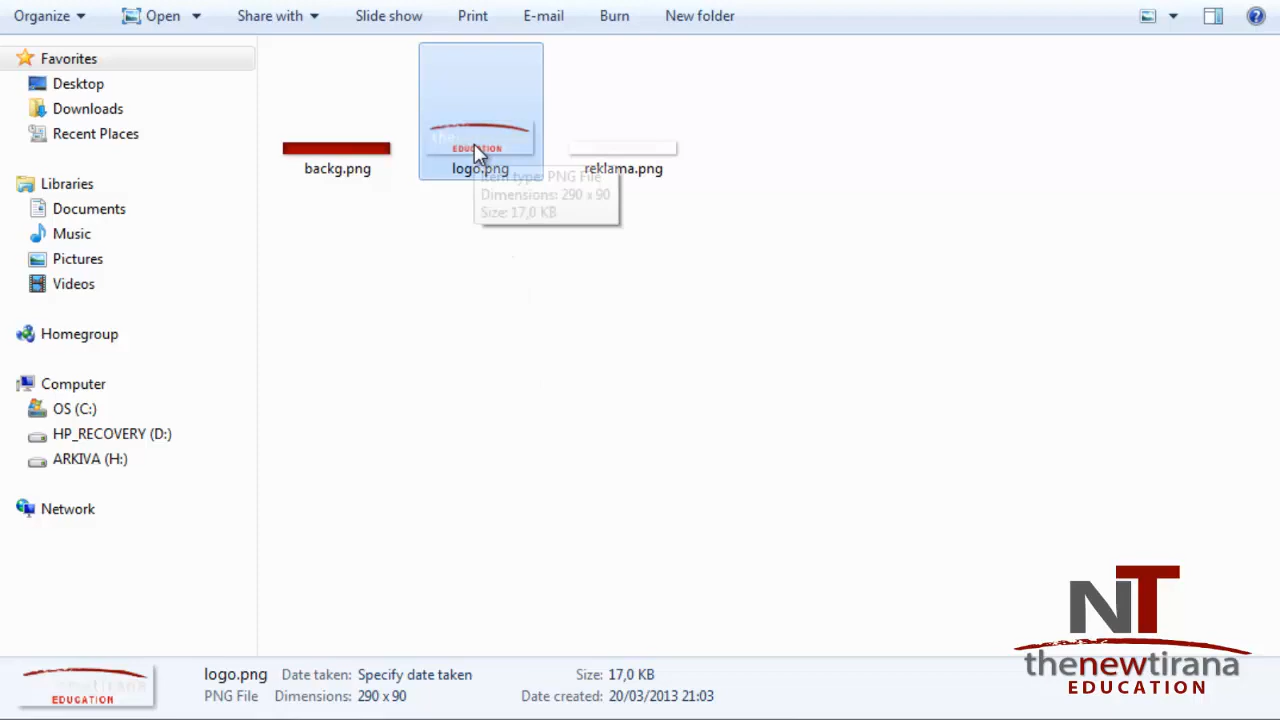 Organize Open Share with Slide show Print E-mail Burn New folder
Favorites
Desktop
Downloads
Recent Places
Libraries
Documents
Music
Pictures
Videos
Homegroup
Computer
OS (C:)
HP_RECOVERY (D:)
ARKIVA (H:)
Network
EDUCATION
backg.png
logo.png
reklama.png
Item type: PNG File
Dimensions: 290 x 90
Size: 17,0 KB
EDUCATION
logo.png Date taken: Specify date taken Size: 17,0 KB
PNG File Dimensions: 290 x 90 Date created: 20/03/2013 21:03
NT
thenewtirana
EDUCATION